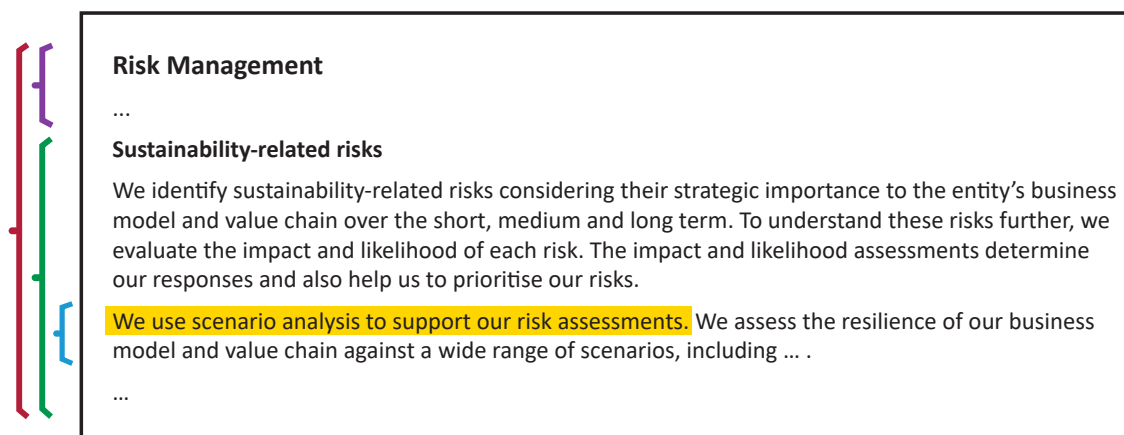 Risk Management
...
Sustainability-related risks
We identify sustainability-related risks considering their strategic importance to the entity's business
model and value chain over the short, medium and long term. To understand these risks further, we
evaluate the impact and likelihood of each risk. The impact and likelihood assessments determine
our responses and also help us to prioritise our risks.
We use scenario analysis to support our risk assessments. We assess the resilience of our business
model and value chain against a wide range of scenarios, including ... .
...